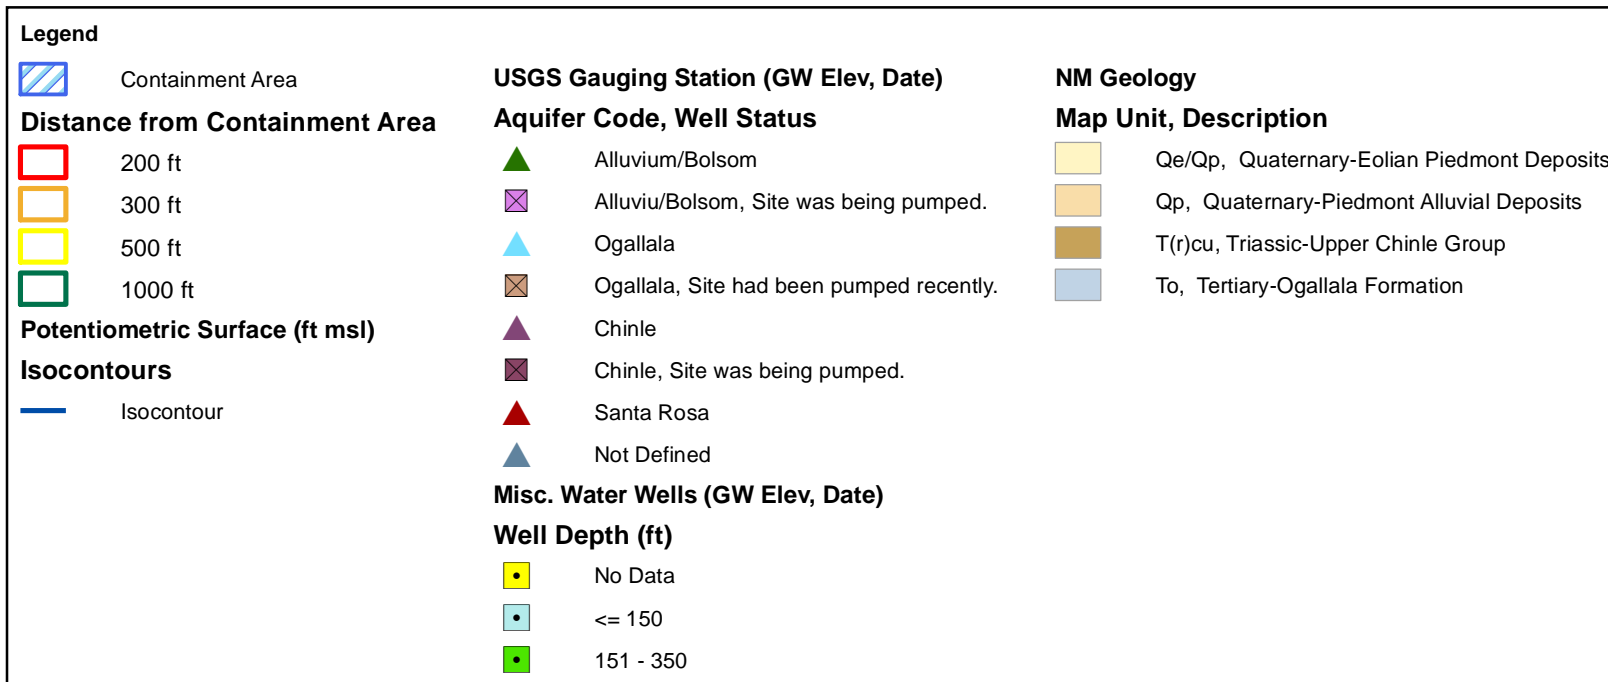 Legend
Containment Area
Distance from Containment Area
200 ft
300 ft
500 ft
1000 ft
Potentiometric Surface (ft msl)
Isocontours
Isocontour
USGS Gauging Station (GW Elev, Date)
Aquifer Code, Well Status
Alluvium/Bolsom
Alluviu/Bolsom, Site was being pumped.
Ogallala
Ogallala, Site had been pumped recently.
Chinle
Chinle, Site was being pumped.
Santa Rosa
Not Defined
Misc. Water Wells (GW Elev, Date)
Well Depth (ft)
No Data
<= 150
151 - 350
NM Geology
Map Unit, Description
Qe/Qp, Quaternary-Eolian Piedmont Deposits
Qp, Quaternary-Piedmont Alluvial Deposits
T(r)cu, Triassic-Upper Chinle Group
To, Tertiary-Ogallala Formation